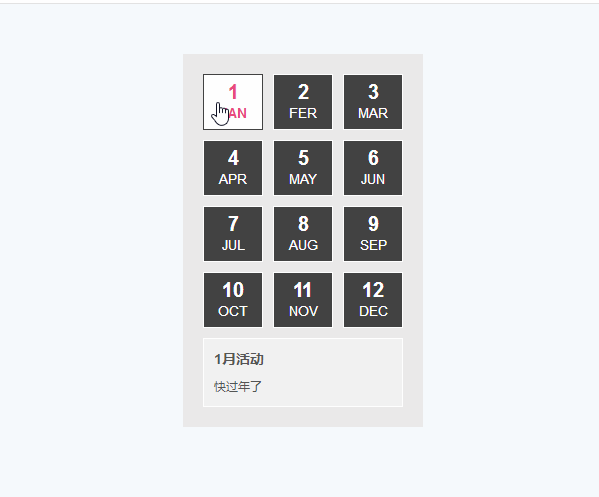 1 2 3
JAN FER MAR
4 5 6
APR MAY JUN
7 8 9
JUL AUG SEP
10 11 12
OCT NOV DEC
1月活动
快过年了